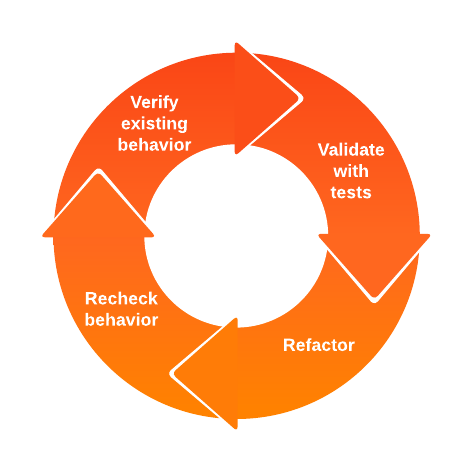 Verify
existing
behavior
Validate
with
tests
Refactor
Recheck
behavior